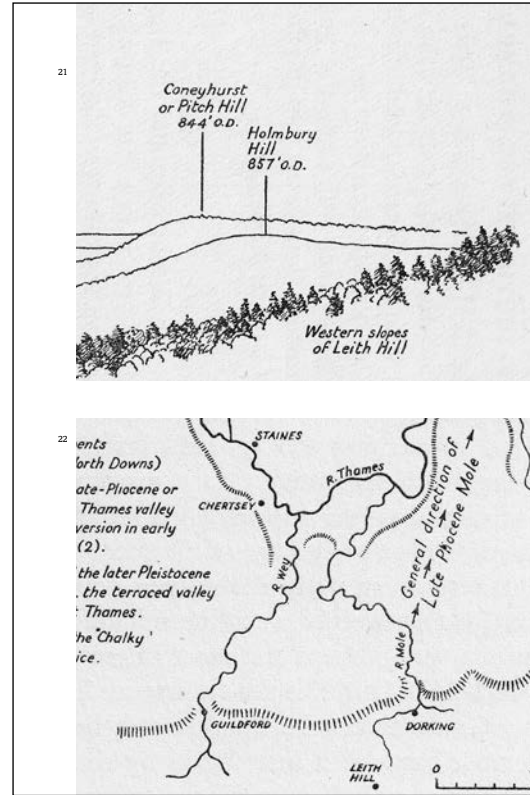 21
Coneyhurst
or Pitch Hill
844' O.D.
Holmbury
Hill
857' O.D.
Western slopes
of Leith Hill
22
STAINES
R. Thames
CHERTSEY
R. Wey
General direction of
Late Pliocene Mole
R. Mole
GUILDFORD
DORKING
LEITH
HILL
0
ents
orth Downs)
ate-Pliocene or
Thames valley
version in early
(2).
the later Pleistocene
the terraced valley
Thames.
the "Chalky'
ice.